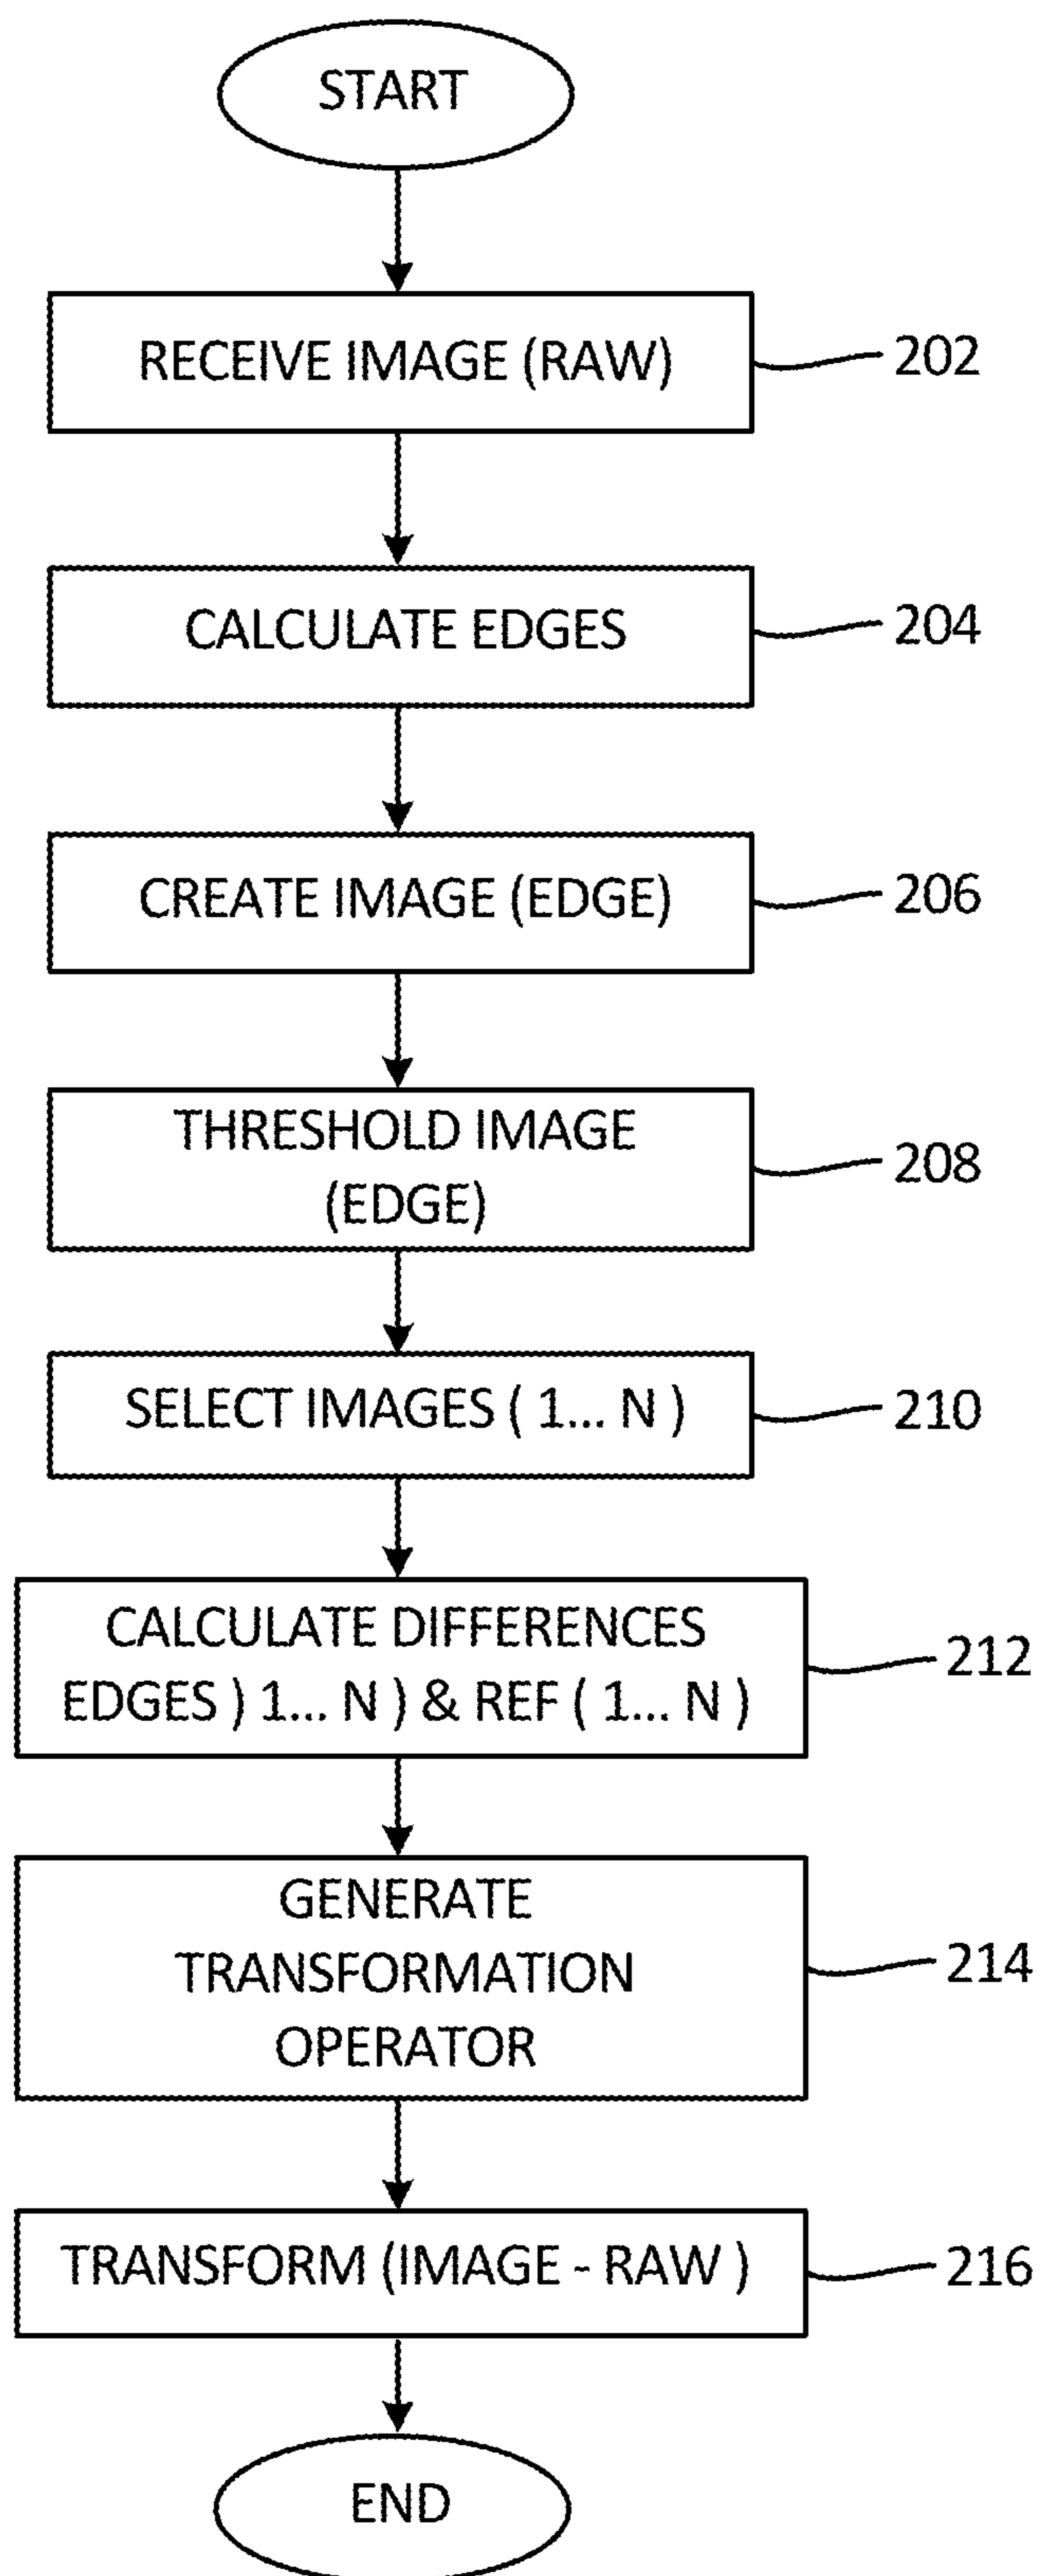 START
RECEIVE IMAGE (RAW)
202
CALCULATE EDGES
204
CREATE IMAGE (EDGE)
206
THRESHOLD IMAGE
(EDGE)
208
SELECT IMAGES ( 1... N )
210
CALCULATE DIFFERENCES
EDGES ) 1... N ) & REF ( 1... N )
212
GENERATE
TRANSFORMATION
OPERATOR
214
TRANSFORM (IMAGE - RAW )
216
END